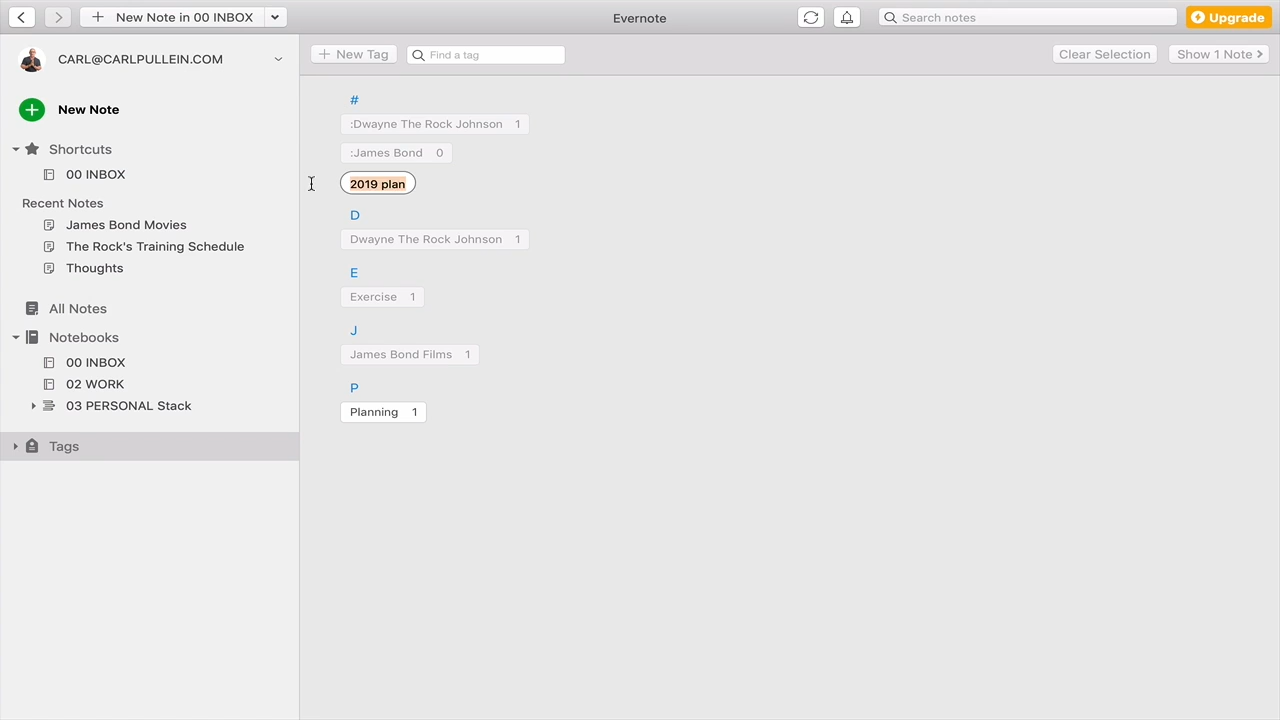 New Note in 00 INBOX
Evernote
Search notes
Upgrade
CARL@CARLPULLEIN.COM
New Note
Shortcuts
00 INBOX
Recent Notes
James Bond Movies
The Rock's Training Schedule
Thoughts
All Notes
Notebooks
00 INBOX
02 WORK
03 PERSONAL Stack
Tags
New Tag
Find a tag
Clear Selection
Show 1 Note
#
:Dwayne The Rock Johnson 1
:James Bond 0
2019 plan
D
Dwayne The Rock Johnson 1
E
Exercise 1
J
James Bond Films 1
P
Planning 1